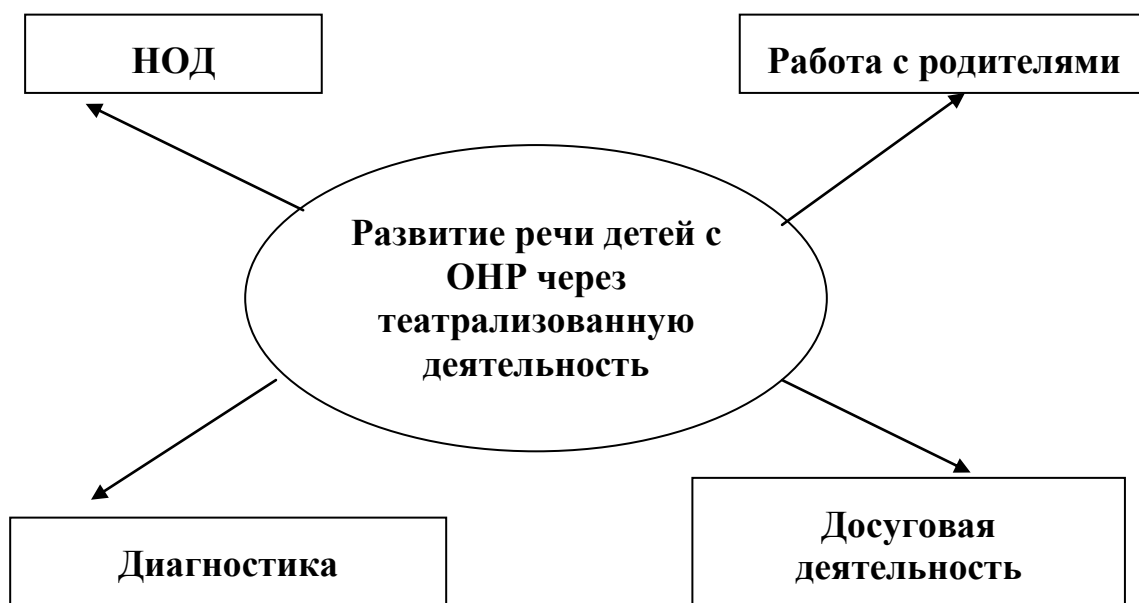 НОД
Работа с родителями
Развитие речи детей с
ОНР через
театрализованную
деятельность
Диагностика
Досуговая
деятельность